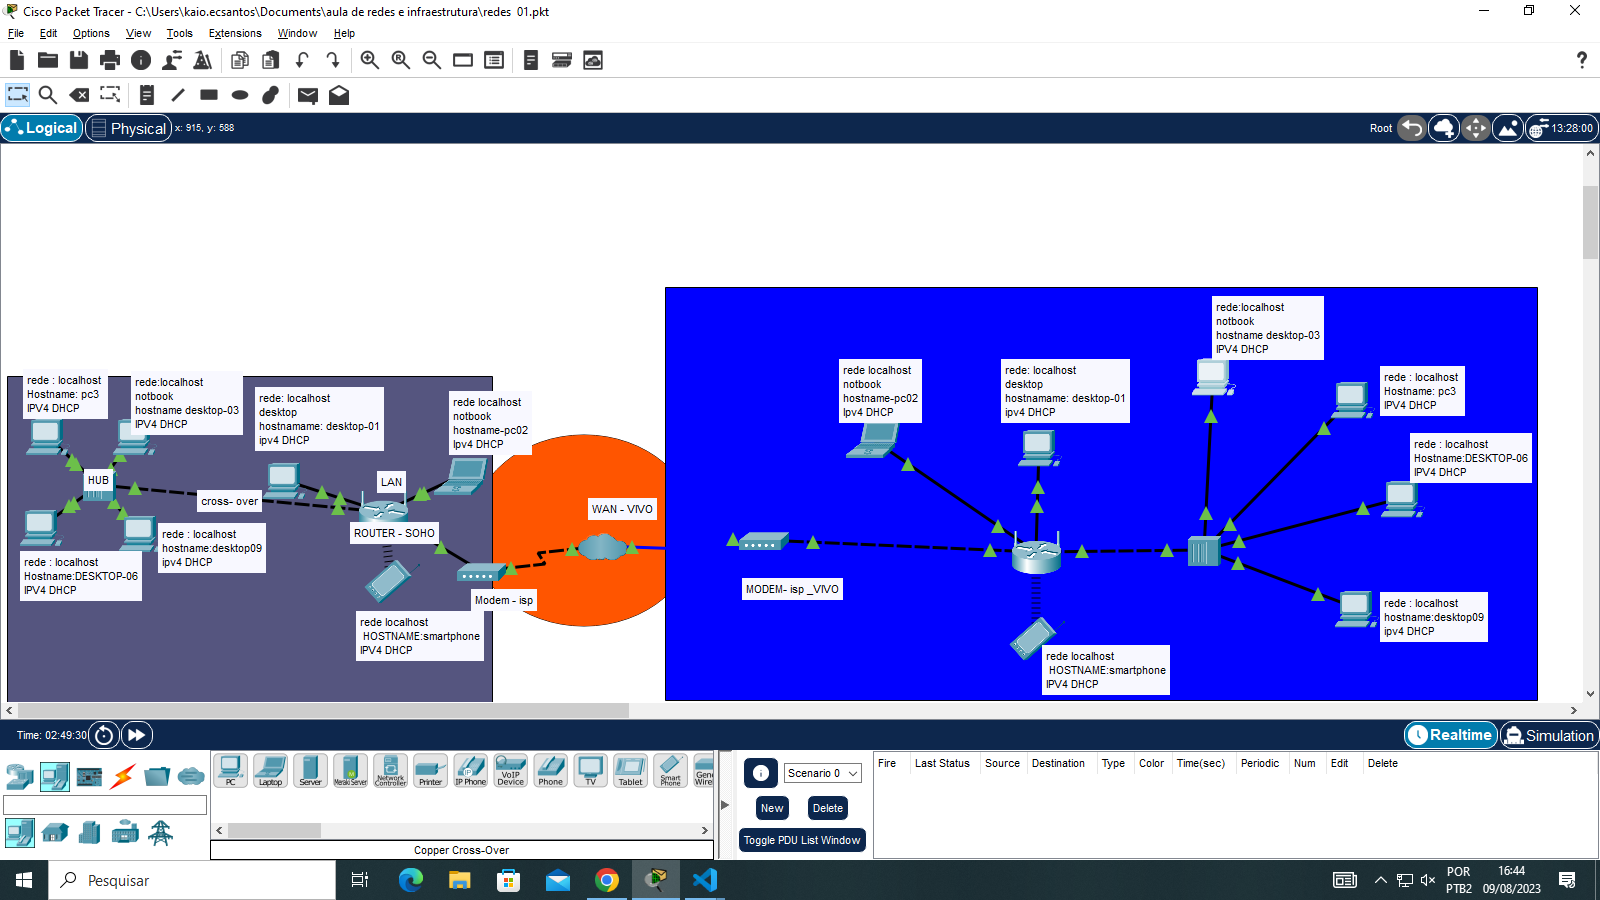 Cisco Packet Tracer - C:\Users\kaio.ecsantos\Documents\aula de redes e infraestrutura\redes 01.pkt
File Edit Options View Tools Extensions Window Help
Logical Physical x: 915, y: 588
Root 13:28:00
rede:localhost
notbook
hostname desktop-03
IPV4 DHCP
rede : localhost
Hostname: pc3
IPV4 DHCP
rede:localhost
notbook
hostname desktop-03
IPV4 DHCP
rede: localhost
desktop
hostnamame: desktop-01
ipv4 DHCP
rede localhost
notbook
hostname-pc02
Ipv4 DHCP
rede localhost
notbook
hostname-pc02
Ipv4 DHCP
rede: localhost
desktop
hostnamame: desktop-01
ipv4 DHCP
rede : localhost
Hostname: pc3
IPV4 DHCP
rede : localhost
Hostname:DESKTOP-06
IPV4 DHCP
HUB
cross- over
LAN
ROUTER - SOHO
WAN - VIVO
rede : localhost
hostname:desktop09
ipv4 DHCP
rede : localhost
Hostname:DESKTOP-06
IPV4 DHCP
Modem - isp
MODEM- isp _VIVO
rede localhost
HOSTNAME:smartphone
IPV4 DHCP
rede : localhost
hostname:desktop09
ipv4 DHCP
rede localhost
HOSTNAME:smartphone
IPV4 DHCP
Time: 02:49:30
Realtime Simulation
PC Laptop Server Meraki Server Network Controller Printer IP Phone VoIP Device Phone TV Tablet Smart Phone
Copper Cross-Over
Scenario 0
New Delete
Toggle PDU List Window
Fire Last Status Source Destination Type Color Time(sec) Periodic Num Edit Delete
Pesquisar
POR
PTB2
16:44
09/08/2023